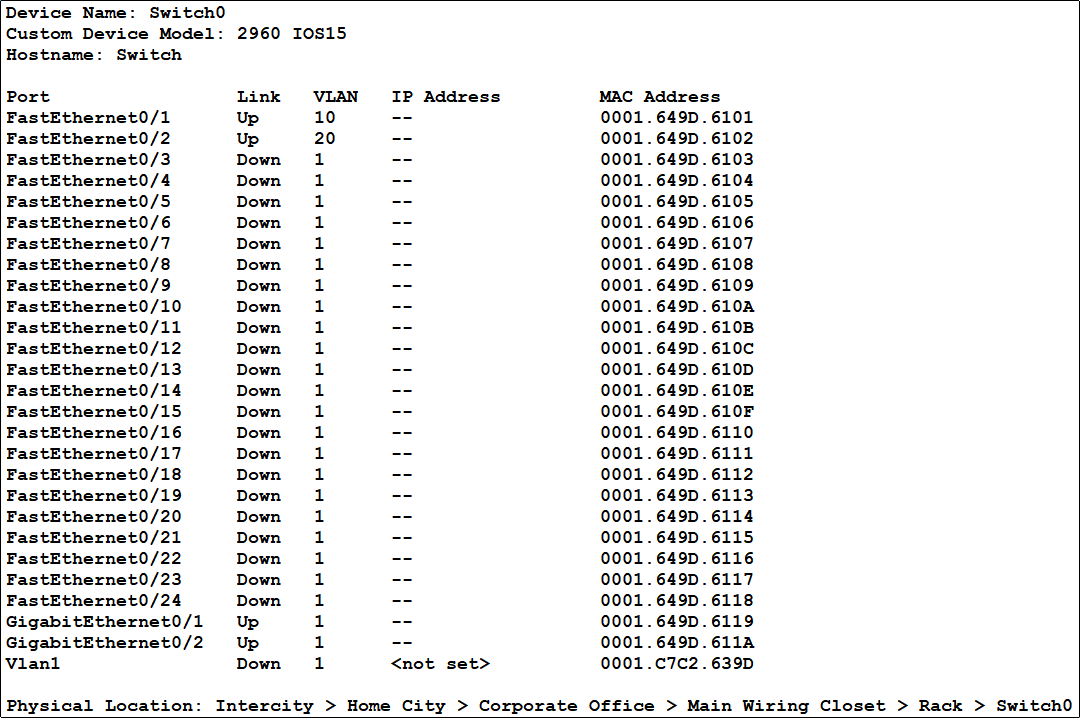 Device Name: Switch0
Custom Device Model: 2960 IOS15
Hostname: Switch

Port Link VLAN IP Address MAC Address
FastEthernet0/1 Up 10 -- 0001.649D.6101
FastEthernet0/2 Up 20 -- 0001.649D.6102
FastEthernet0/3 Down 1 -- 0001.649D.6103
FastEthernet0/4 Down 1 -- 0001.649D.6104
FastEthernet0/5 Down 1 -- 0001.649D.6105
FastEthernet0/6 Down 1 -- 0001.649D.6106
FastEthernet0/7 Down 1 -- 0001.649D.6107
FastEthernet0/8 Down 1 -- 0001.649D.6108
FastEthernet0/9 Down 1 -- 0001.649D.6109
FastEthernet0/10 Down 1 -- 0001.649D.610A
FastEthernet0/11 Down 1 -- 0001.649D.610B
FastEthernet0/12 Down 1 -- 0001.649D.610C
FastEthernet0/13 Down 1 -- 0001.649D.610D
FastEthernet0/14 Down 1 -- 0001.649D.610E
FastEthernet0/15 Down 1 -- 0001.649D.610F
FastEthernet0/16 Down 1 -- 0001.649D.6110
FastEthernet0/17 Down 1 -- 0001.649D.6111
FastEthernet0/18 Down 1 -- 0001.649D.6112
FastEthernet0/19 Down 1 -- 0001.649D.6113
FastEthernet0/20 Down 1 -- 0001.649D.6114
FastEthernet0/21 Down 1 -- 0001.649D.6115
FastEthernet0/22 Down 1 -- 0001.649D.6116
FastEthernet0/23 Down 1 -- 0001.649D.6117
FastEthernet0/24 Down 1 -- 0001.649D.6118
GigabitEthernet0/1 Up 1 -- 0001.649D.6119
GigabitEthernet0/2 Up 1 -- 0001.649D.611A
Vlan1 Down 1 <not set> 0001.C7C2.639D

Physical Location: Intercity > Home City > Corporate Office > Main Wiring Closet > Rack > Switch0